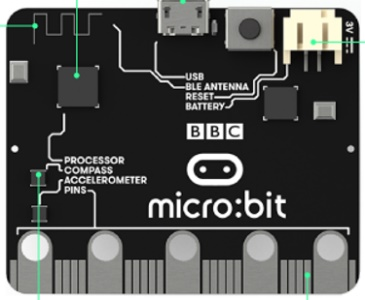 3V
USB
BLE ANTENNA
RESET
BATTERY
BBC
PROCESSOR
COMPASS
ACCELEROMETER
PINS
micro:bit